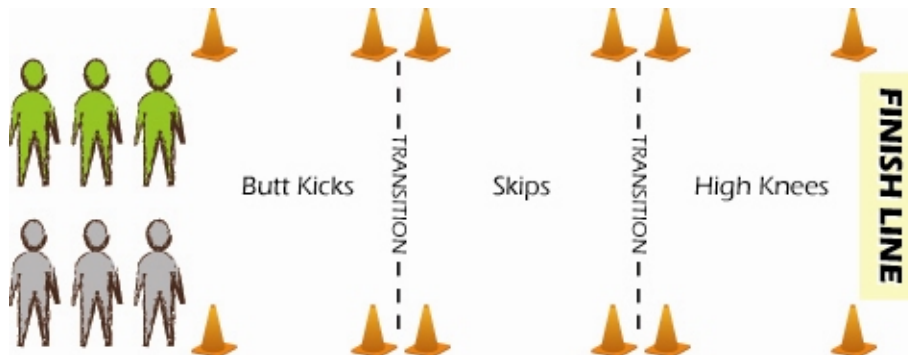 Butt Kicks
TRANSITION
Skips
TRANSITION
High Knees
FINISH LINE